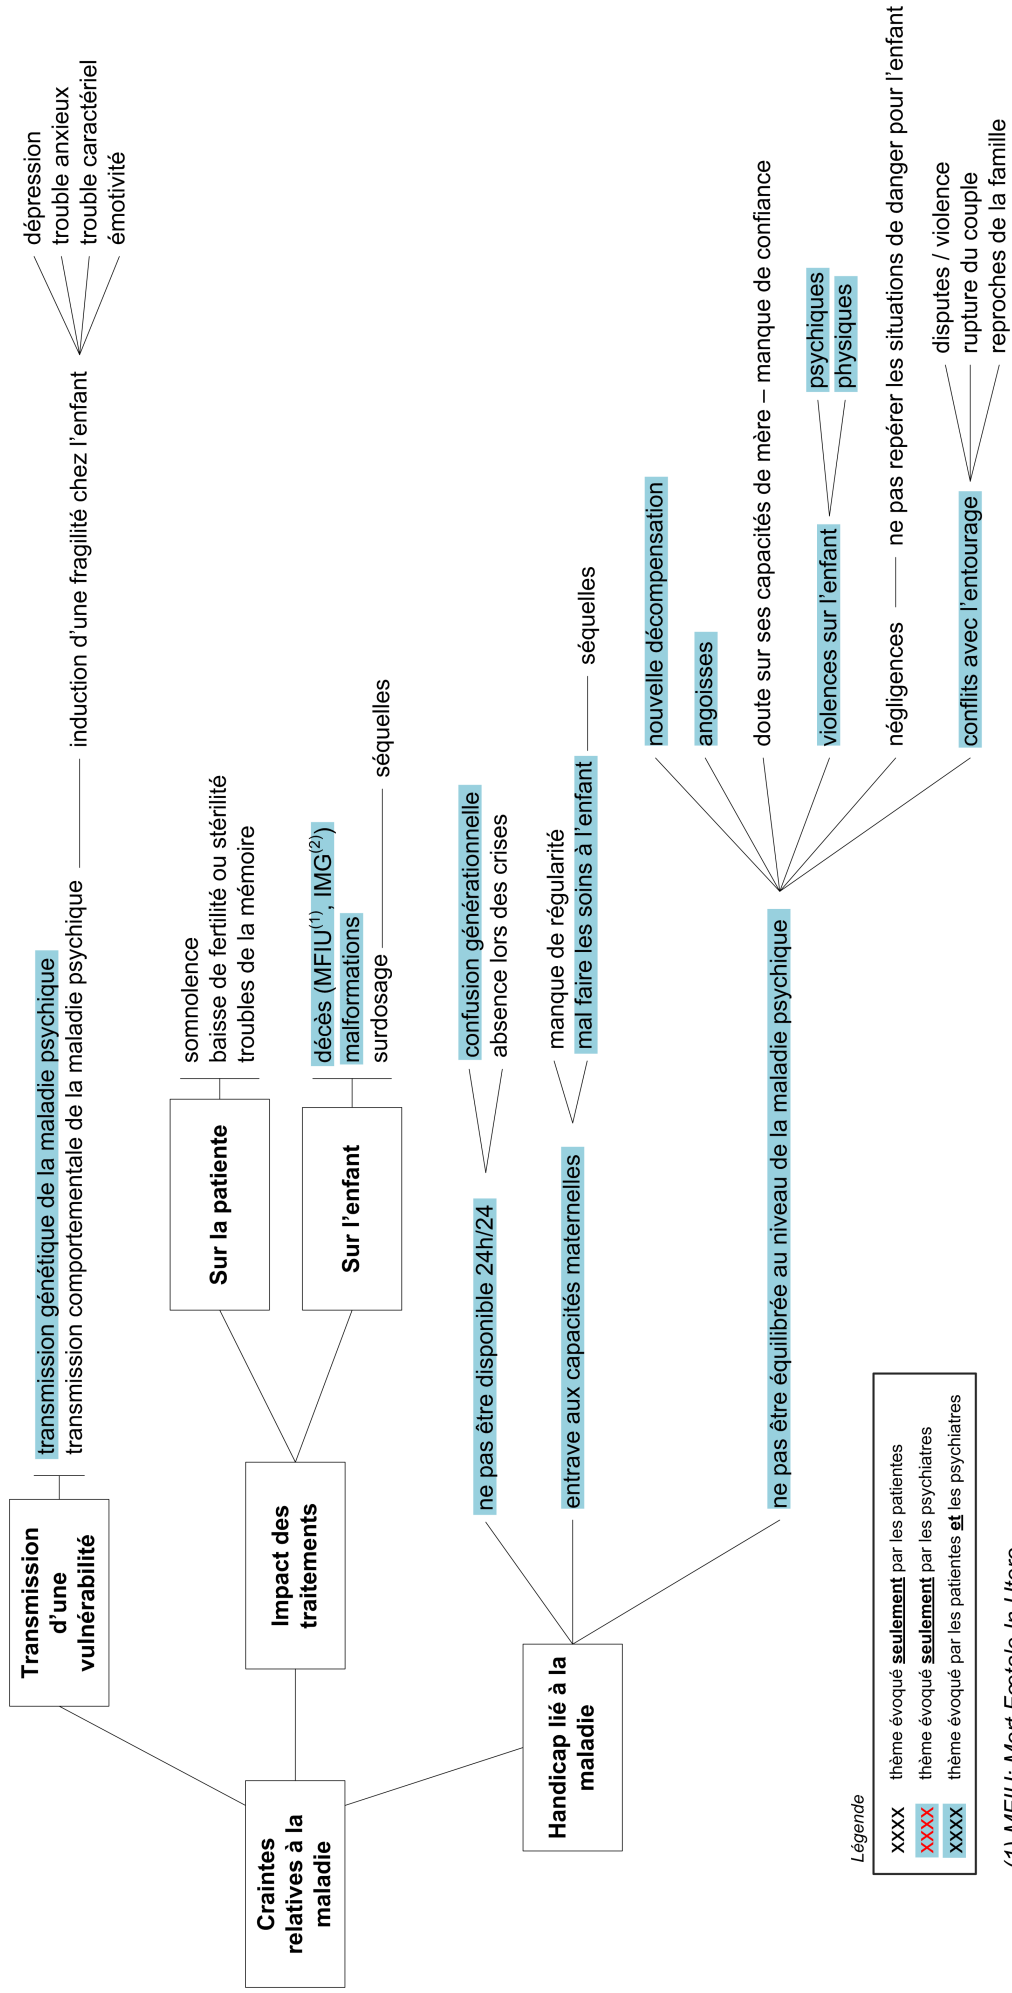 Craintes
relatives à la
maladie
Transmission
d'une
vulnérabilité
transmission génétique de la maladie psychique
transmission comportementale de la maladie psychique
induction d'une fragilité chez l'enfant
dépression
trouble anxieux
trouble caractériel
émotivité
Impact des
traitements
Sur la patiente
somnolence
baisse de fertilité ou stérilité
troubles de la mémoire
Sur l'enfant
décès (MFIU(1), IMG(2))
malformations
surdosage
séquelles
Handicap lié à la
maladie
ne pas être disponible 24h/24
confusion générationnelle
absence lors des crises
entrave aux capacités maternelles
manque de régularité
mal faire les soins à l'enfant
séquelles
ne pas être équilibrée au niveau de la maladie psychique
nouvelle décompensation
angoisses
doute sur ses capacités de mère – manque de confiance
violences sur l'enfant
psychiques
physiques
négligences
ne pas repérer les situations de danger pour l'enfant
conflits avec l'entourage
disputes / violence
rupture du couple
reproches de la famille
Légende
xxxx thème évoqué seulement par les patientes
xxxx thème évoqué seulement par les psychiatres
xxxx thème évoqué par les patientes et les psychiatres
(1) MFIU: Mort Fœtale In Utero